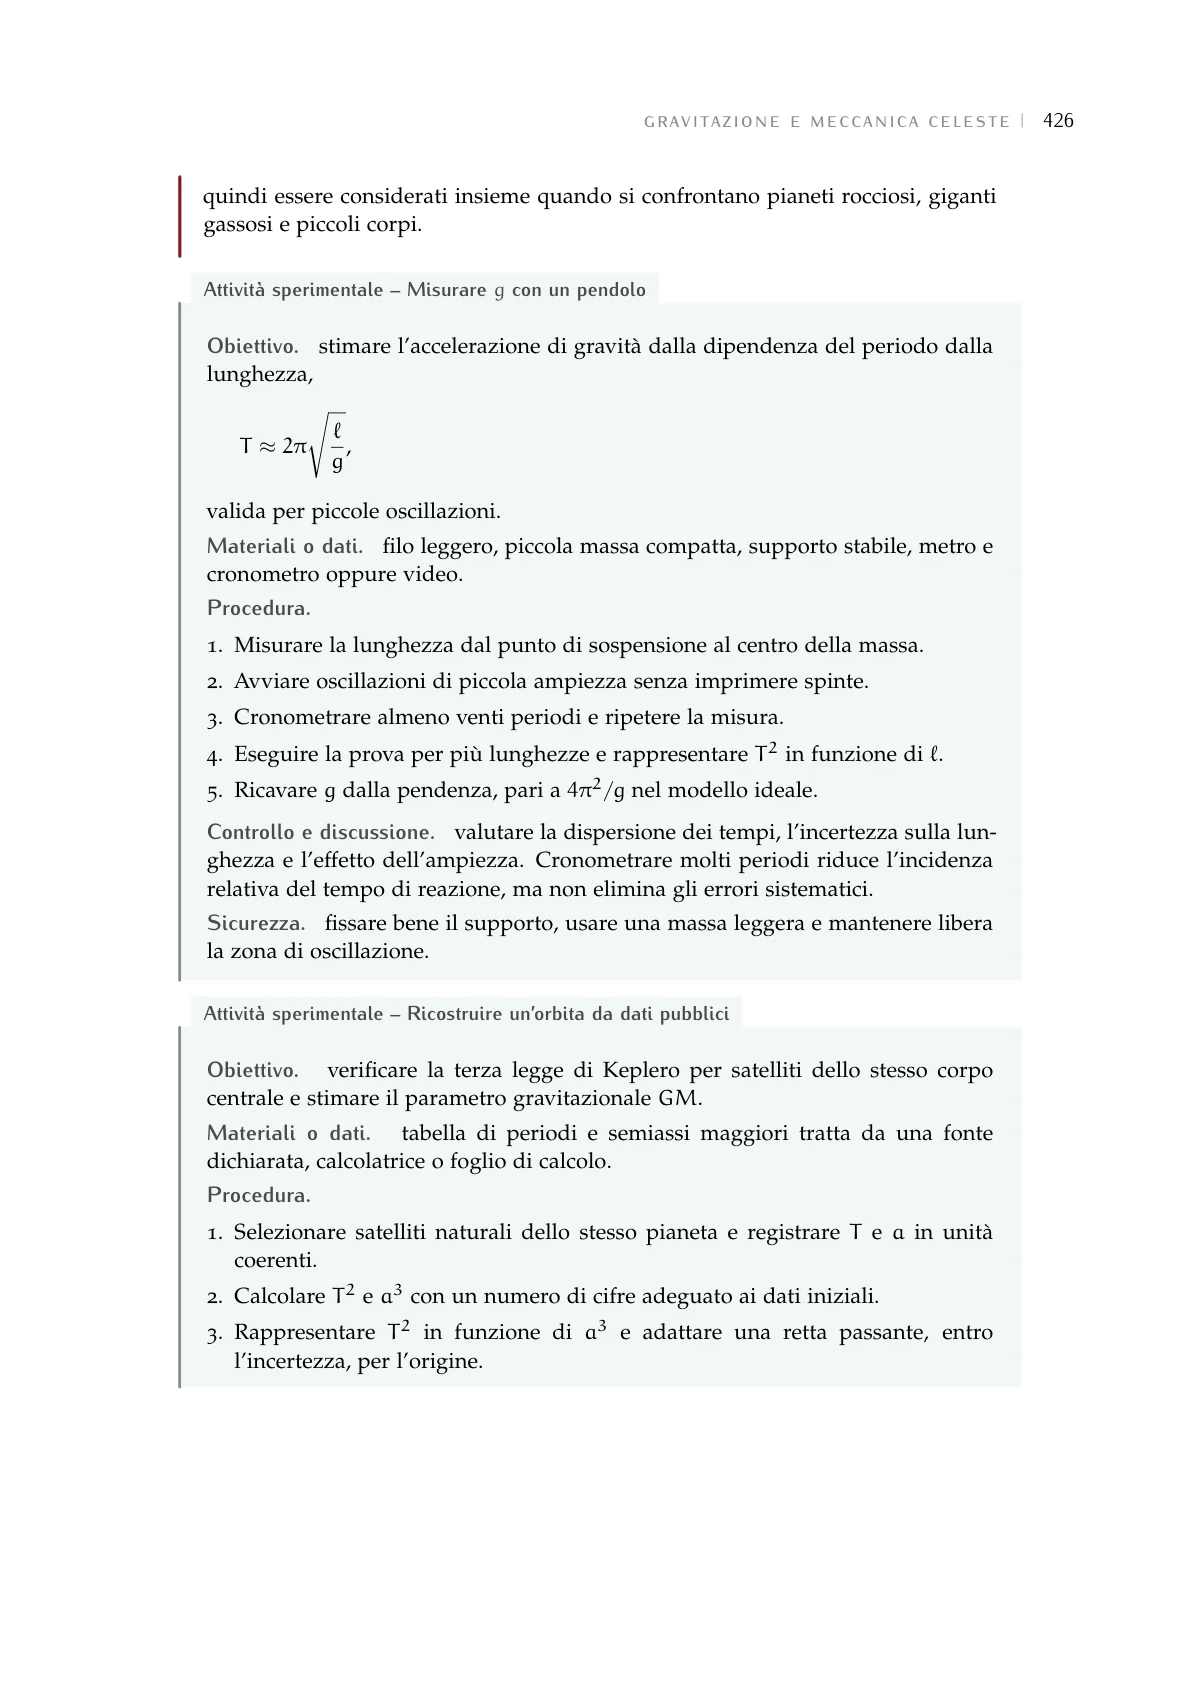 GRAVITAZIONE E MECCANICA CELESTE | 426
quindi essere considerati insieme quando si confrontano pianeti rocciosi, giganti
gassosi e piccoli corpi.
Attività sperimentale – Misurare g con un pendolo
Obiettivo. stimare l'accelerazione di gravità dalla dipendenza del periodo dalla
lunghezza,
T ≈ 2π√(ℓ/g),
valida per piccole oscillazioni.
Materiali o dati. filo leggero, piccola massa compatta, supporto stabile, metro e
cronometro oppure video.
Procedura.
1. Misurare la lunghezza dal punto di sospensione al centro della massa.
2. Avviare oscillazioni di piccola ampiezza senza imprimere spinte.
3. Cronometrare almeno venti periodi e ripetere la misura.
4. Eseguire la prova per più lunghezze e rappresentare T² in funzione di ℓ.
5. Ricavare g dalla pendenza, pari a 4π²/g nel modello ideale.
Controllo e discussione. valutare la dispersione dei tempi, l'incertezza sulla lun-
ghezza e l'effetto dell'ampiezza. Cronometrare molti periodi riduce l'incidenza
relativa del tempo di reazione, ma non elimina gli errori sistematici.
Sicurezza. fissare bene il supporto, usare una massa leggera e mantenere libera
la zona di oscillazione.
Attività sperimentale – Ricostruire un'orbita da dati pubblici
Obiettivo. verificare la terza legge di Keplero per satelliti dello stesso corpo
centrale e stimare il parametro gravitazionale GM.
Materiali o dati. tabella di periodi e semiassi maggiori tratta da una fonte
dichiarata, calcolatrice o foglio di calcolo.
Procedura.
1. Selezionare satelliti naturali dello stesso pianeta e registrare T e a in unità
coerenti.
2. Calcolare T² e a³ con un numero di cifre adeguato ai dati iniziali.
3. Rappresentare T² in funzione di a³ e adattare una retta passante, entro
l'incertezza, per l'origine.